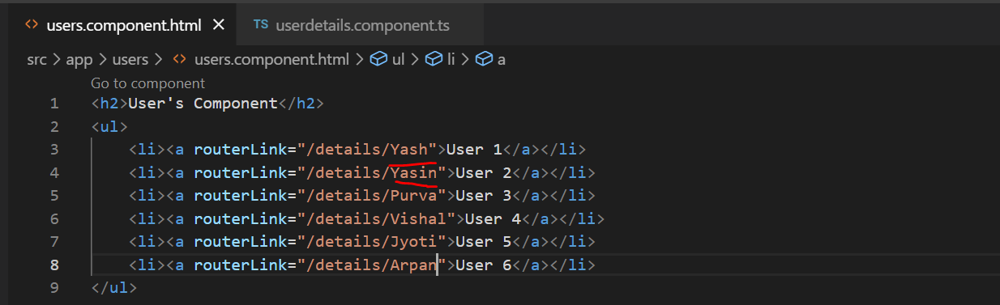 <> users.component.html × TS userdetails.component.ts
src > app > users > <> users.component.html > ul > li > a
Go to component
1 <h2>User's Component</h2>
2 <ul>
3 <li><a routerLink="/details/Yash">User 1</a></li>
4 <li><a routerLink="/details/Yasin">User 2</a></li>
5 <li><a routerLink="/details/Purva">User 3</a></li>
6 <li><a routerLink="/details/Vishal">User 4</a></li>
7 <li><a routerLink="/details/Jyoti">User 5</a></li>
8 <li><a routerLink="/details/Arpan">User 6</a></li>
9 </ul>